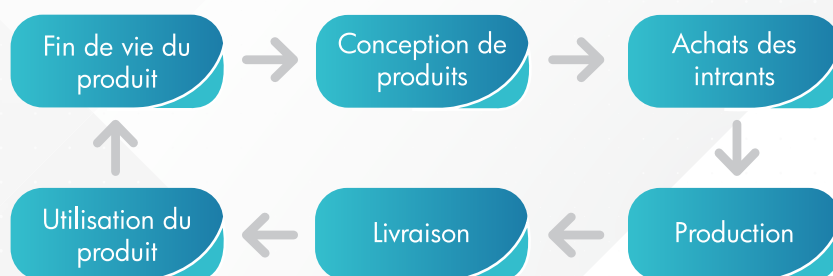 Fin de vie du
produit
Conception de
produits
Achats des
intrants
Utilisation du
produit
Livraison
Production